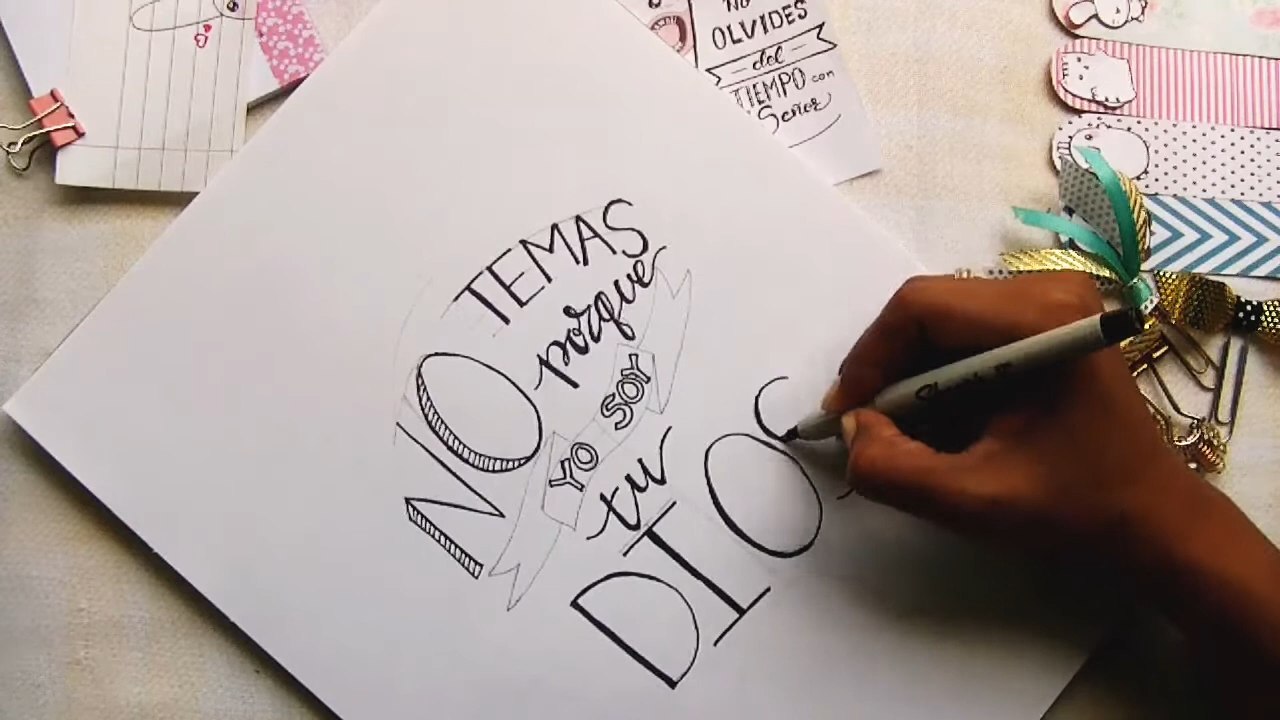 NO TEMAS
porque
YO SOY
tu
DIOS
NO
OLVIDES
del
TIEMPO con
Señor